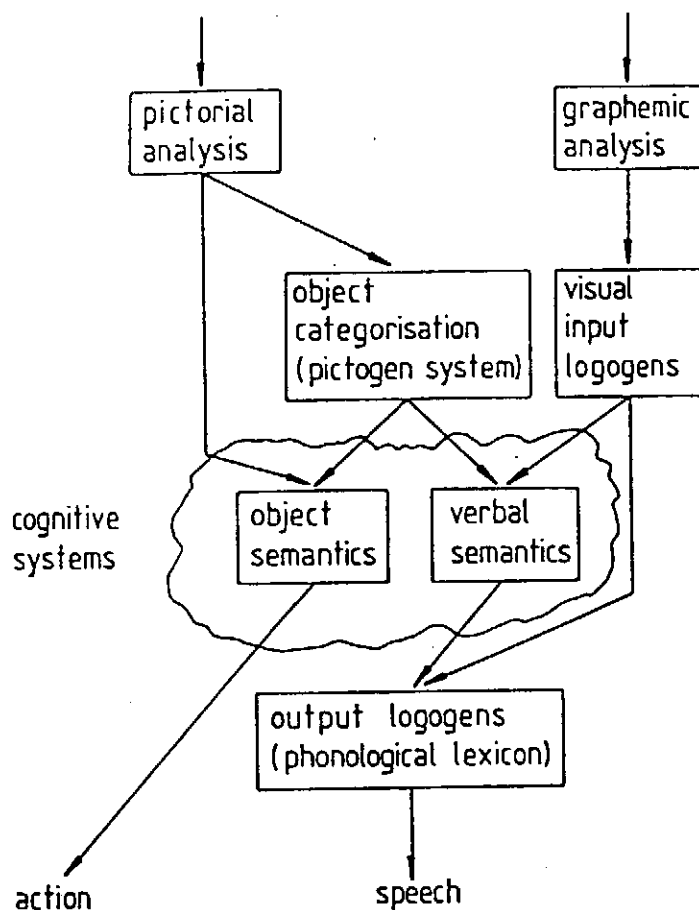 pictorial
analysis
graphemic
analysis
object
categorisation
(pictogen system)
visual
input
logogens
cognitive
systems
object
semantics
verbal
semantics
output logogens
(phonological lexicon)
action
speech